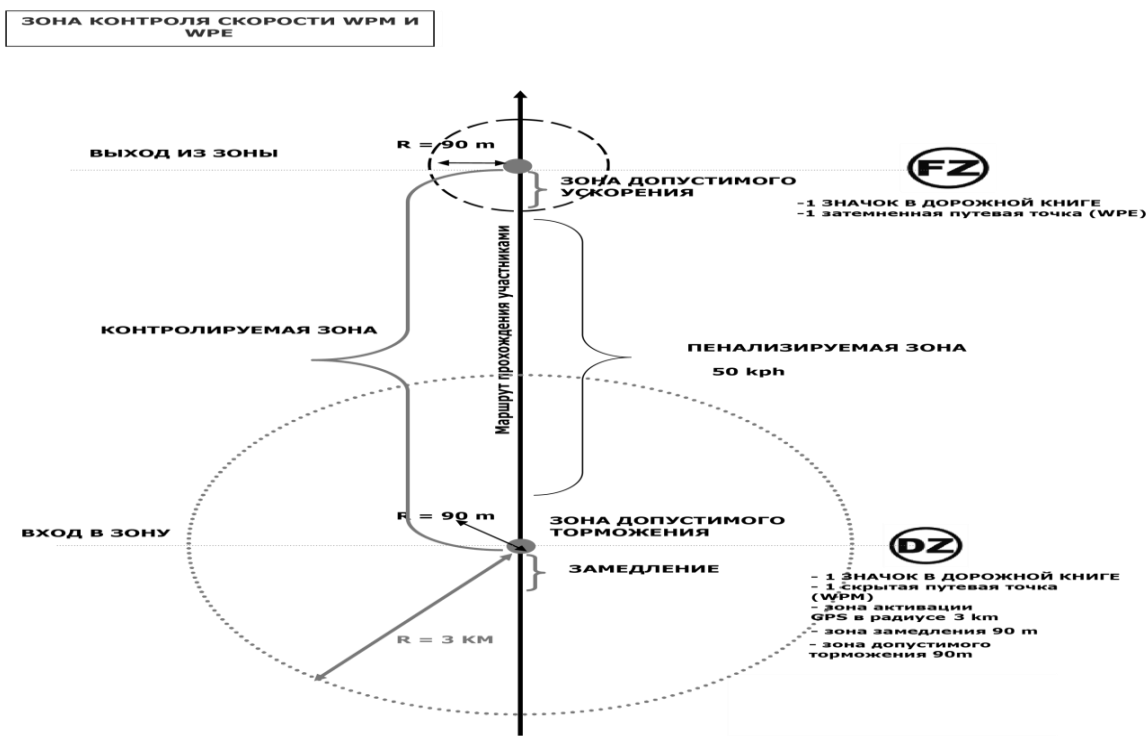 ЗОНА КОНТРОЛЯ СКОРОСТИ WPM И
WPE
ВЫХОД ИЗ ЗОНЫ
R = 90 m
FZ
ЗОНА ДОПУСТИМОГО
УСКОРЕНИЯ
-1 ЗНАЧОК В ДОРОЖНОЙ КНИГЕ
-1 затемненная путевая точка (WPE)
Маршрут прохождения участниками
КОНТРОЛИРУЕМАЯ ЗОНА
ПЕНАЛИЗИРУЕМАЯ ЗОНА
50 kph
ВХОД В ЗОНУ
R = 90 m
ЗОНА ДОПУСТИМОГО
ТОРМОЖЕНИЯ
DZ
ЗАМЕДЛЕНИЕ
- 1 ЗНАЧОК В ДОРОЖНОЙ КНИГЕ
- 1 скрытая путевая точка
(WPM)
- зона активации
GPS в радиусе 3 km
- зона замедления 90 m
- зона допустимого
торможения 90m
R = 3 КМ